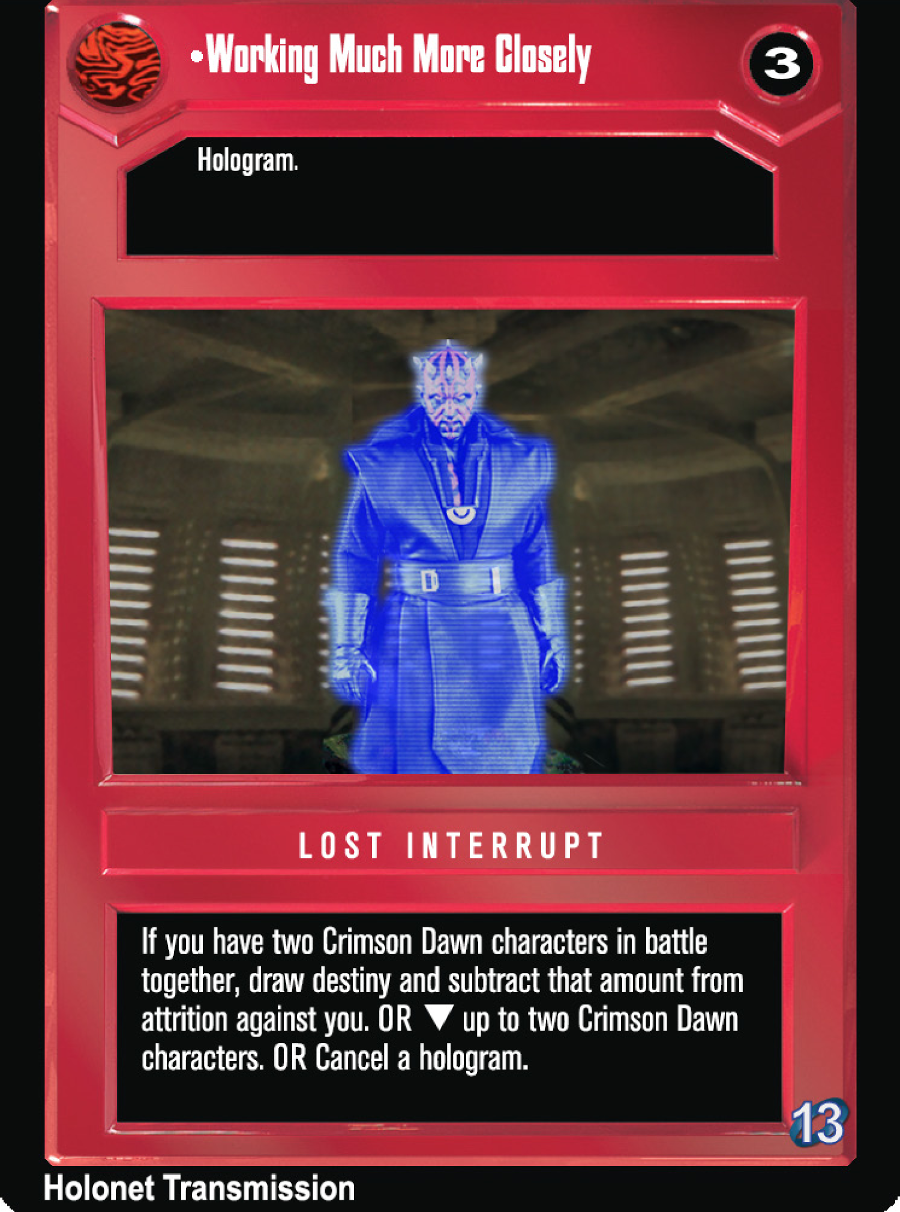 •Working Much More Closely
3
Hologram.
LOST INTERRUPT
If you have two Crimson Dawn characters in battle
together, draw destiny and subtract that amount from
attrition against you. OR ▼ up to two Crimson Dawn
characters. OR Cancel a hologram.
13
Holonet Transmission